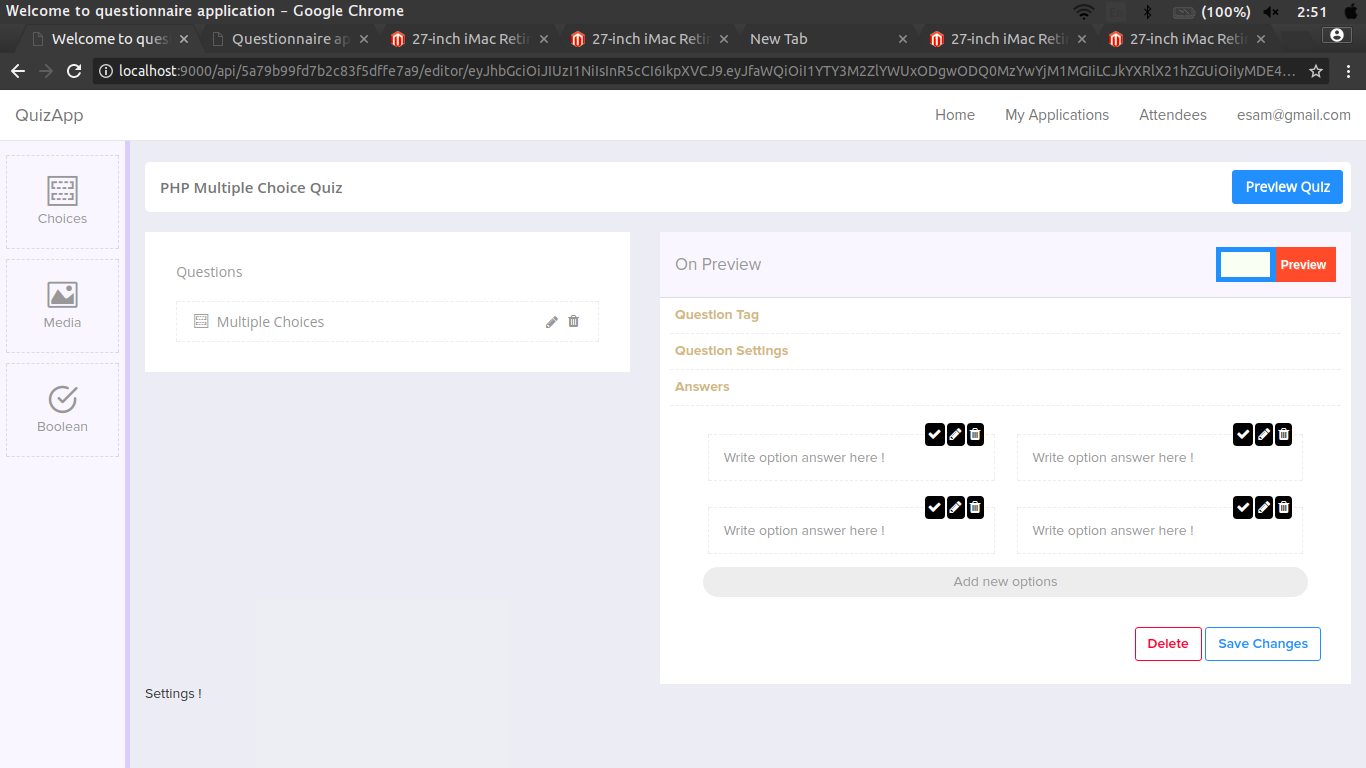 Welcome to questionnaire application - Google Chrome
(100%) 2:51
Welcome to ques
Questionnaire ap
27-inch iMac Reti
27-inch iMac Reti
New Tab
27-inch iMac Reti
27-inch iMac Reti
localhost:9000/api/5a79b99fd7b2c83f5dffe7a9/editor/eyJhbGciOiJIUzI1NiIsInR5cCI6IkpXVCJ9.eyJfaWQiOiI1YTY3M2ZlYWUxODgwODQ0MzYwYjM1MGIiLCJkYXRlX21hZGUiOiIyMDE4...
QuizApp
Home
My Applications
Attendees
esam@gmail.com
Choices
Media
Boolean
PHP Multiple Choice Quiz
Preview Quiz
Questions
Multiple Choices
On Preview
Preview
Question Tag
Question Settings
Answers
Write option answer here !
Write option answer here !
Write option answer here !
Write option answer here !
Add new options
Delete
Save Changes
Settings !